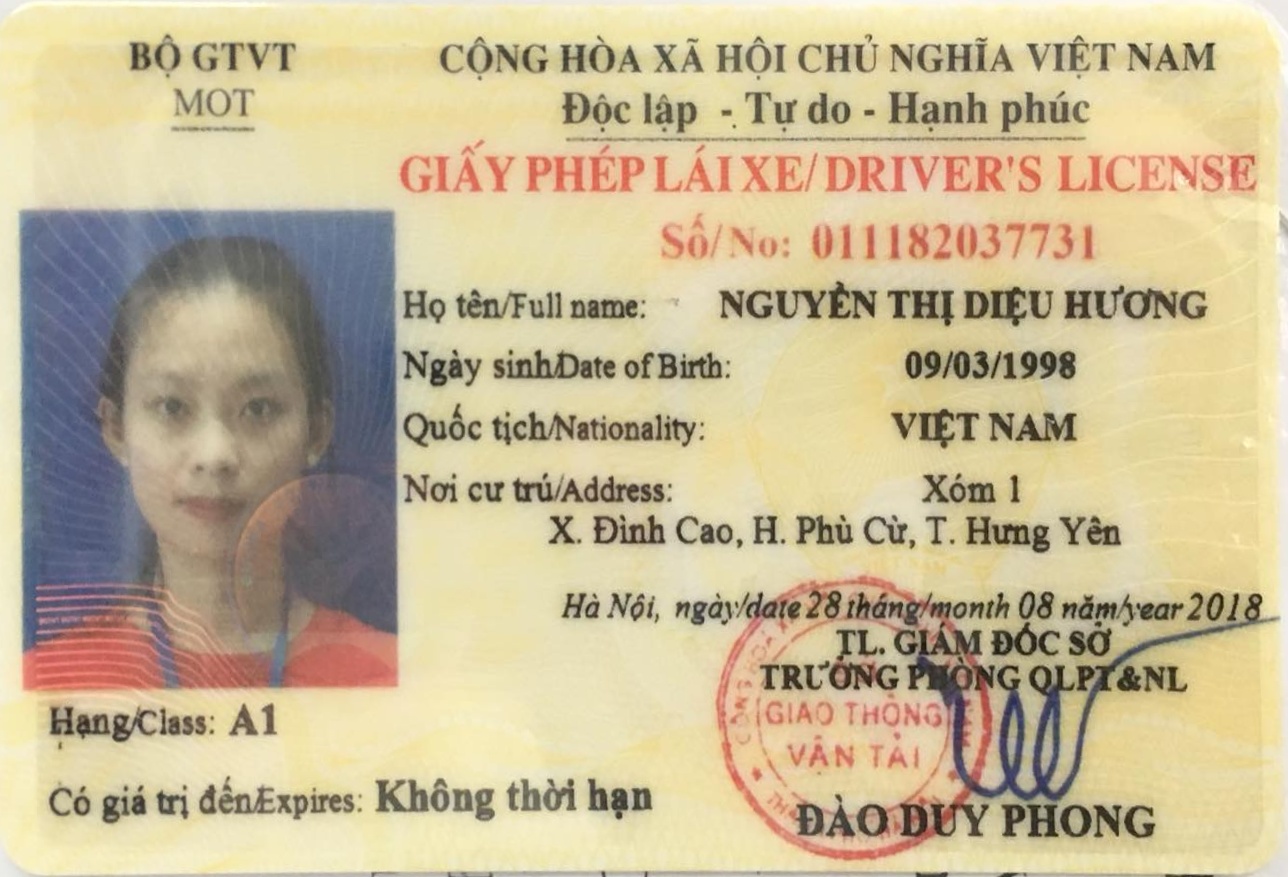 BỘ GTVT
MOT
CỘNG HÒA XÃ HỘI CHỦ NGHĨA VIỆT NAM
Độc lập - Tự do - Hạnh phúc
GIẤY PHÉP LÁI XE/DRIVER'S LICENSE
Số/No: 011182037731
Họ tên/Full name: NGUYỄN THỊ DIỆU HƯƠNG
Ngày sinh/Date of Birth: 09/03/1998
Quốc tịch/Nationality: VIỆT NAM
Nơi cư trú/Address: Xóm 1
X. Đình Cao, H. Phù Cừ, T. Hưng Yên
Hà Nội, ngày/date 28 tháng/month 08 năm/year 2018
TL. GIÁM ĐỐC SỞ
TRƯỞNG PHÒNG QLPT&NL
GIAO THÔNG
VẬN TẢI
ĐÀO DUY PHONG
Hạng/Class: A1
Có giá trị đến/Expires: Không thời hạn